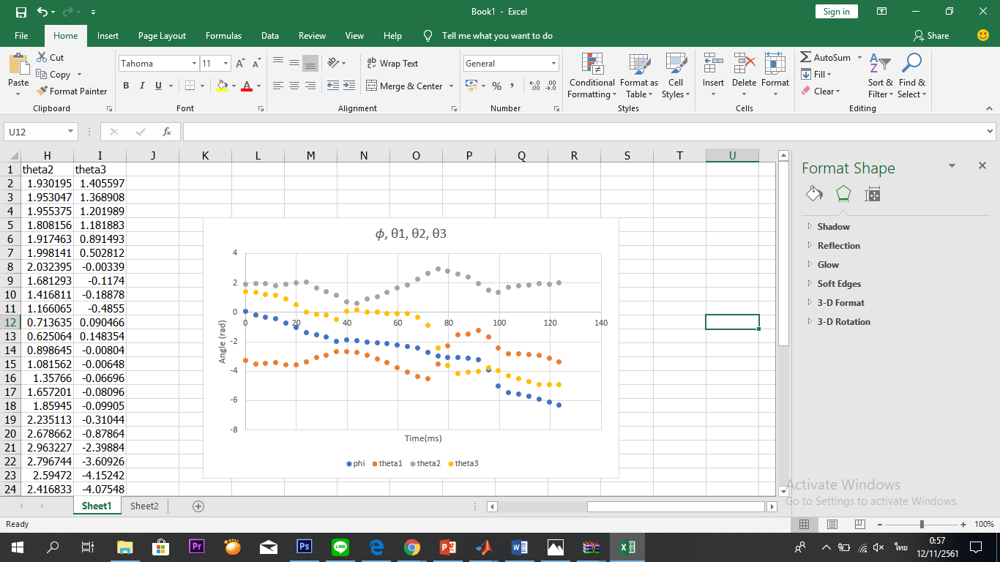 Book1 - Excel
Sign in
File Home Insert Page Layout Formulas Data Review View Help Tell me what you want to do Share
Paste
Cut
Copy
Format Painter
Clipboard
Tahoma 11
B I U
Font
Wrap Text
Merge & Center
Alignment
General
%
Number
Conditional Formatting
Format as Table
Cell Styles
Styles
Insert Delete Format
Cells
AutoSum
Fill
Clear
Sort & Filter
Find & Select
Editing
U12
fx
H I J K L M N O P Q R S T U
1 theta2 theta3
2 1.930195 1.405597
3 1.953047 1.368908
4 1.955375 1.201989
5 1.808156 1.181883
6 1.917463 0.891493
7 1.998141 0.502812
8 2.032395 -0.00339
9 1.681293 -0.1174
10 1.416811 -0.18878
11 1.166065 -0.4855
12 0.713635 0.090466
13 0.625064 0.148354
14 0.898645 -0.00804
15 1.081562 -0.00648
16 1.35766 -0.06696
17 1.657201 -0.08096
18 1.85945 -0.09905
19 2.235113 -0.31044
20 2.678662 -0.87864
21 2.963227 -2.39884
22 2.796744 -3.60926
23 2.59472 -4.15242
24 2.416833 -4.07548
ϕ, θ1, θ2, θ3
4
2
0
-2
-4
-6
-8
Angle (rad)
0 20 40 60 80 100 120 140
Time(ms)
phi theta1 theta2 theta3
Format Shape
Shadow
Reflection
Glow
Soft Edges
3-D Format
3-D Rotation
Activate Windows
Go to Settings to activate Windows.
Sheet1 Sheet2
Ready
100%
Pr
Ps
LINE
ไทย
0:57
12/11/2561